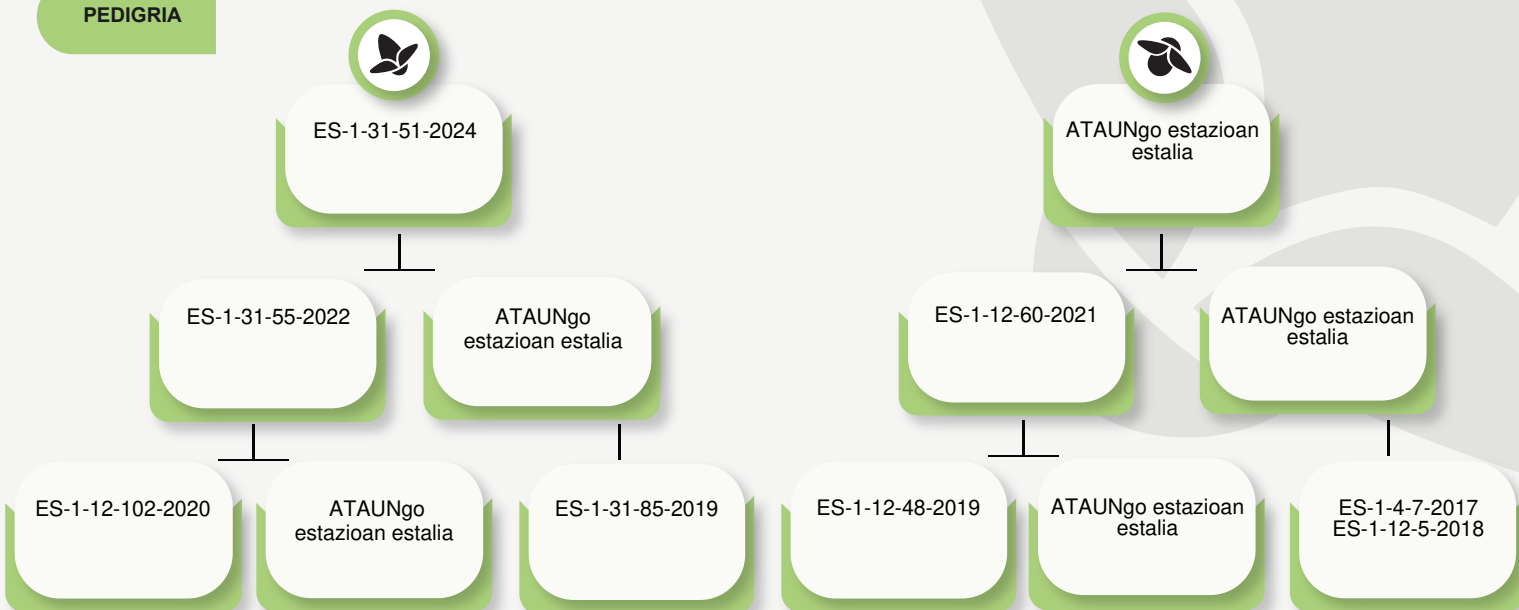 PEDIGRIA
ES-1-31-51-2024
ATAUNgo estazioan
estalia
ES-1-31-55-2022
ATAUNgo
estazioan estalia
ES-1-12-60-2021
ATAUNgo estazioan
estalia
ES-1-12-102-2020
ATAUNgo
estazioan estalia
ES-1-31-85-2019
ES-1-12-48-2019
ATAUNgo estazioan
estalia
ES-1-4-7-2017
ES-1-12-5-2018